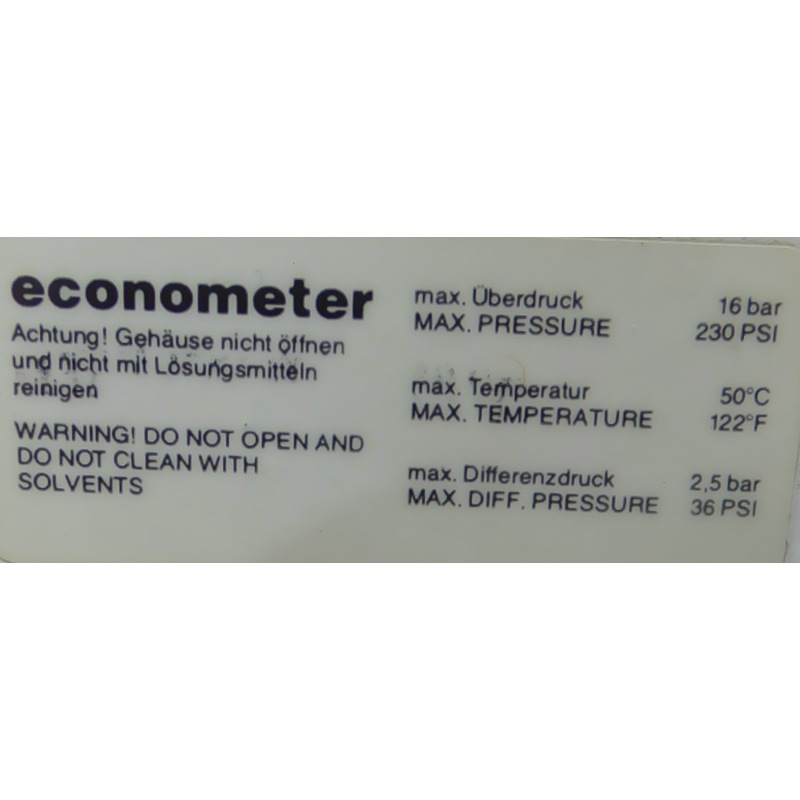 econometer
Achtung! Gehäuse nicht öffnen
und nicht mit Lösungsmitteln
reinigen
WARNING! DO NOT OPEN AND
DO NOT CLEAN WITH
SOLVENTS
max. Überdruck 16 bar
MAX. PRESSURE 230 PSI
max. Temperatur 50°C
MAX. TEMPERATURE 122°F
max. Differenzdruck 2,5 bar
MAX. DIFF. PRESSURE 36 PSI